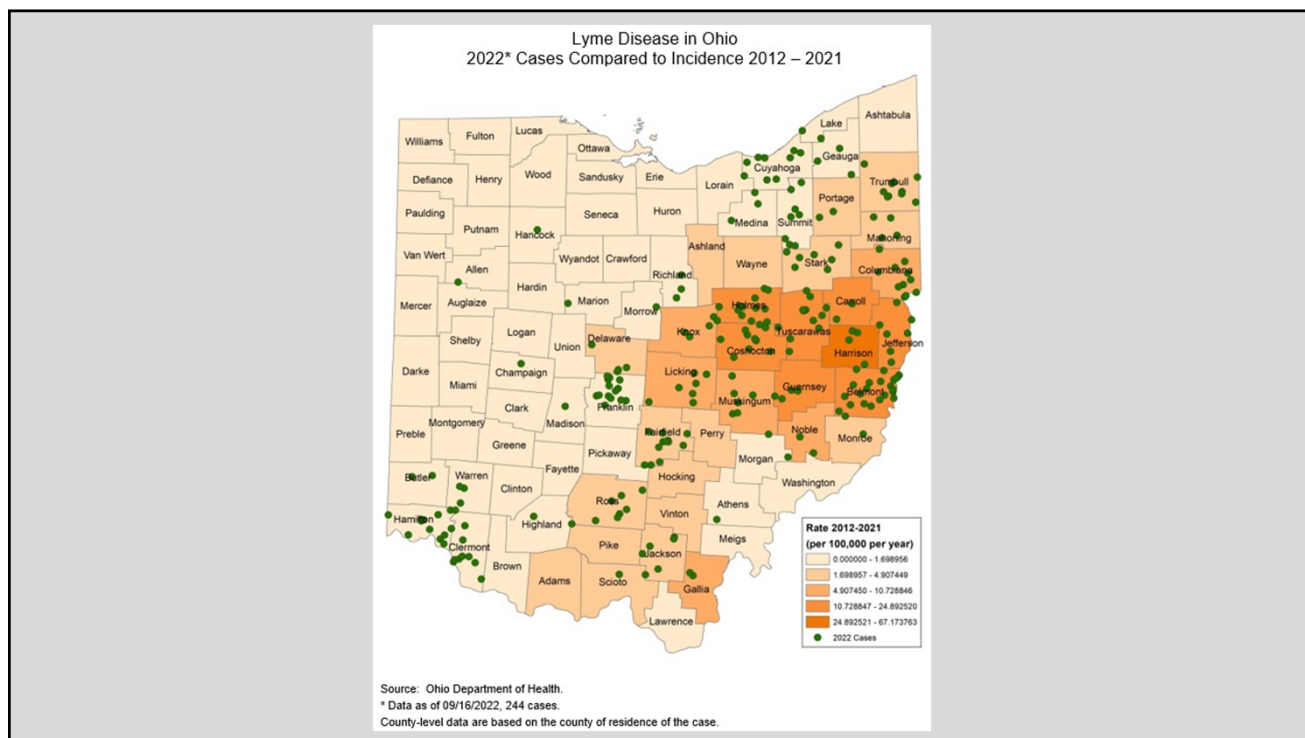 Lyme Disease in Ohio
2022* Cases Compared to Incidence 2012 – 2021
Ashtabula
Lake
Lucas
Fulton
Williams
Ottawa
Geauga
Cuyahoga
Wood
Sandusky
Erie
Defiance
Henry
Lorain
Trumbull
Portage
Paulding
Seneca
Huron
Medina
Summit
Putnam
Hancock
Mahoning
Ashland
Van Wert
Wyandot
Crawford
Wayne
Stark
Allen
Richland
Columbiana
Hardin
Mercer
Auglaize
Marion
Morrow
Holmes
Carroll
Logan
Knox
Tuscarawas
Shelby
Union
Delaware
Coshocton
Harrison
Jefferson
Darke
Champaign
Licking
Miami
Guernsey
Belmont
Muskingum
Clark
Franklin
Madison
Montgomery
Preble
Fairfield
Perry
Noble
Monroe
Greene
Pickaway
Morgan
Fayette
Butler
Warren
Hocking
Washington
Clinton
Ross
Athens
Vinton
Hamilton
Highland
Meigs
Clermont
Pike
Jackson
Brown
Adams
Scioto
Gallia
Lawrence
Rate 2012-2021
(per 100,000 per year)
0.000000 - 1.698956
1.698957 - 4.907449
4.907450 - 10.728846
10.728847 - 24.892520
24.892521 - 67.173763
2022 Cases
Source: Ohio Department of Health.
* Data as of 09/16/2022, 244 cases.
County-level data are based on the county of residence of the case.